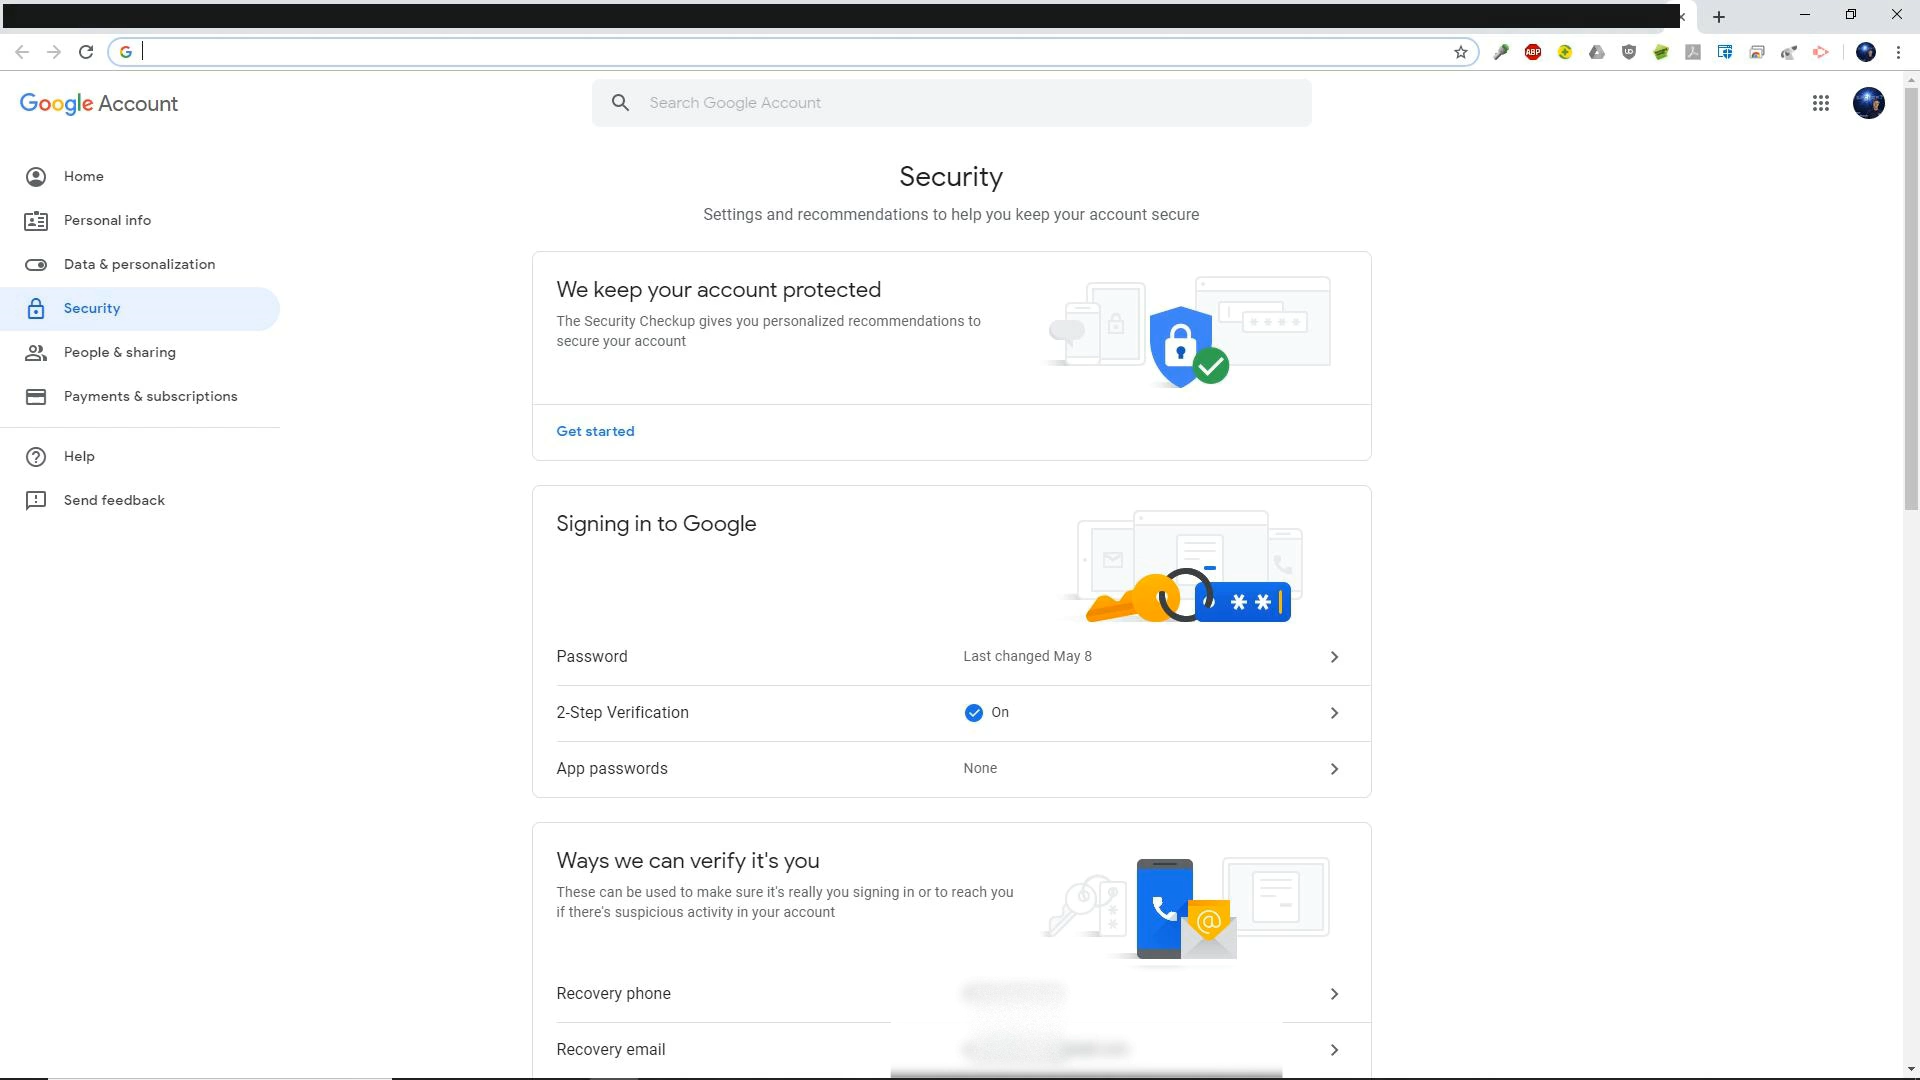 Google Account
Search Google Account
Home
Personal info
Data & personalization
Security
People & sharing
Payments & subscriptions
Help
Send feedback
Security
Settings and recommendations to help you keep your account secure
We keep your account protected
The Security Checkup gives you personalized recommendations to
secure your account
Get started
Signing in to Google
Password
Last changed May 8
2-Step Verification
On
App passwords
None
Ways we can verify it's you
These can be used to make sure it's really you signing in or to reach you
if there's suspicious activity in your account
Recovery phone
Recovery email